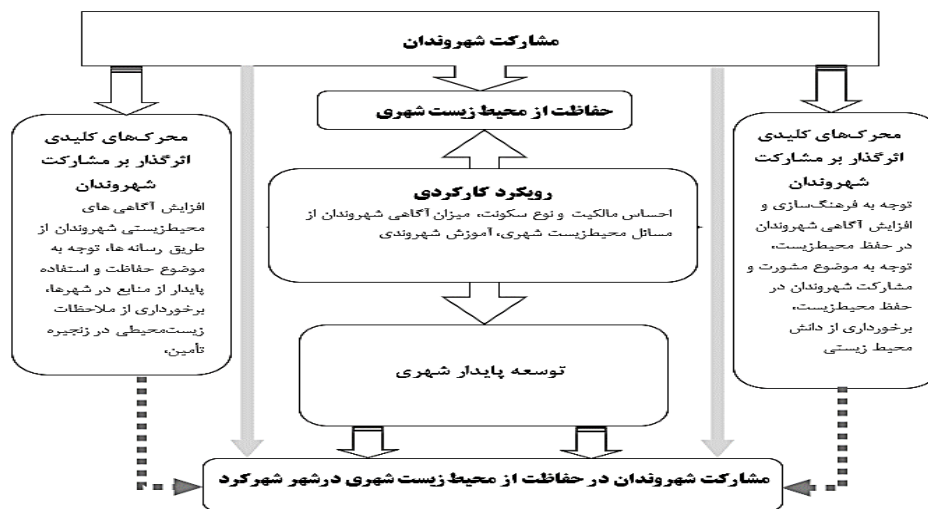 مشارکت شهروندان
حفاظت از محیط زیست شهری
محرک‌های کلیدی
اثرگذار بر مشارکت
شهروندان
توجه به فرهنگ‌سازی و
افزایش آگاهی شهروندان
در حفظ محیط‌زیست،
توجه به موضوع مشورت و
مشارکت شهروندان در
حفظ محیط‌زیست،
برخورداری از دانش
محیط زیستی
رویکرد کارکردی
احساس مالکیت و نوع سکونت، میزان آگاهی شهروندان از
مسائل محیط‌زیست شهری، آموزش شهروندی
محرک‌های کلیدی
اثرگذار بر مشارکت
شهروندان
افزایش آگاهی های
محیط‌زیستی شهروندان از
طریق رسانه ها، توجه به
موضوع حفاظت و استفاده
پایدار از منابع در شهرها،
برخورداری از ملاحظات
زیست‌محیطی در زنجیره
تأمین،
توسعه پایدار شهری
مشارکت شهروندان در حفاظت از محیط زیست شهری درشهر شهرکرد